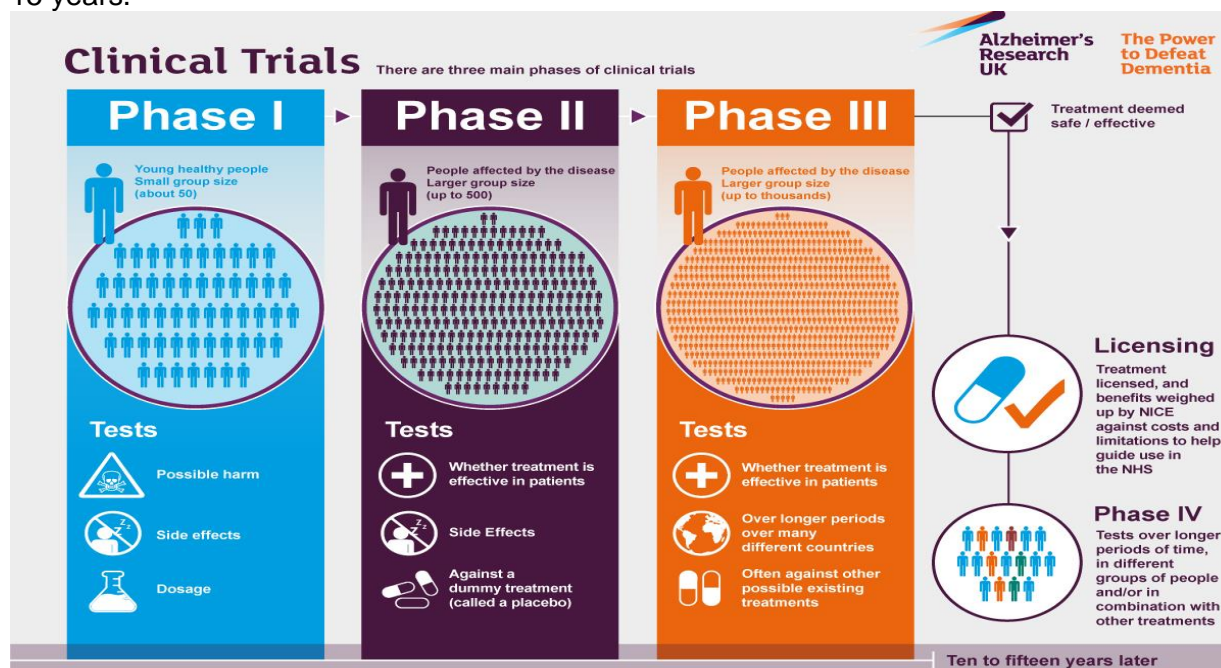 Clinical Trials There are three main phases of clinical trials
Alzheimer's
Research
UK
The Power
to Defeat
Dementia
Phase I
Phase II
Phase III
Treatment deemed
safe / effective
Young healthy people
Small group size
(about 50)
People affected by the disease
Larger group size
(up to 500)
People affected by the disease
Larger group size
(up to thousands)
Tests
Possible harm
Side effects
Dosage
Tests
Whether treatment is
effective in patients
Side Effects
Against a
dummy treatment
(called a placebo)
Tests
Whether treatment is
effective in patients
Over longer periods
over many
different countries
Often against other
possible existing
treatments
Licensing
Treatment
licensed, and
benefits weighed
up by NICE
against costs and
limitations to help
guide use in
the NHS
Phase IV
Tests over longer
periods of time,
in different
groups of people
and/or in
combination with
other treatments
Ten to fifteen years later